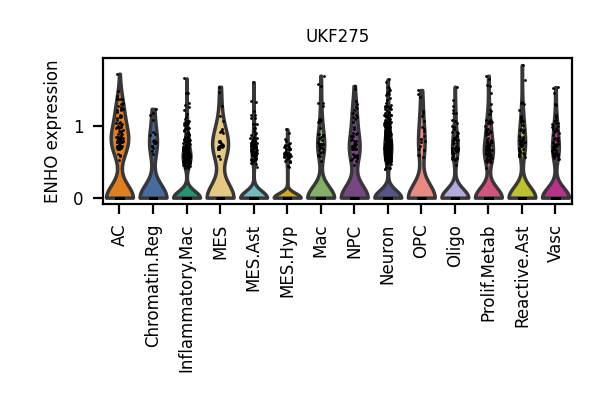 UKF275
ENHO expression
1
0
AC
Chromatin.Reg
Inflammatory.Mac
MES
MES.Ast
MES.Hyp
Mac
NPC
Neuron
OPC
Oligo
Prolif.Metab
Reactive.Ast
Vasc